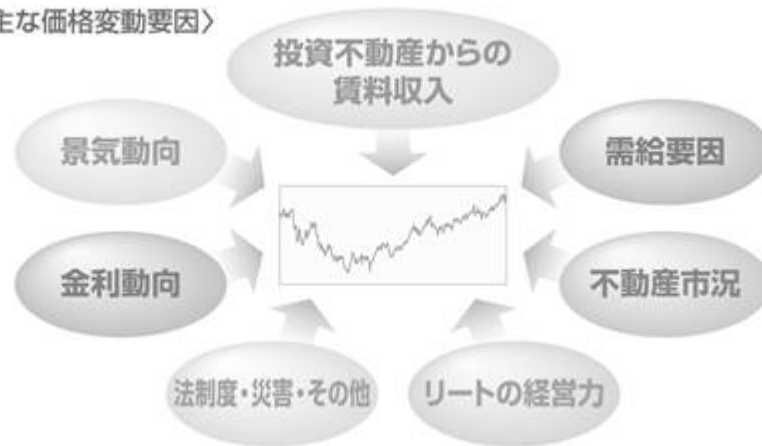 主な価格変動要因〉
投資不動産からの
賃料収入
景気動向
需給要因
金利動向
不動産市況
法制度・災害・その他
リートの経営力